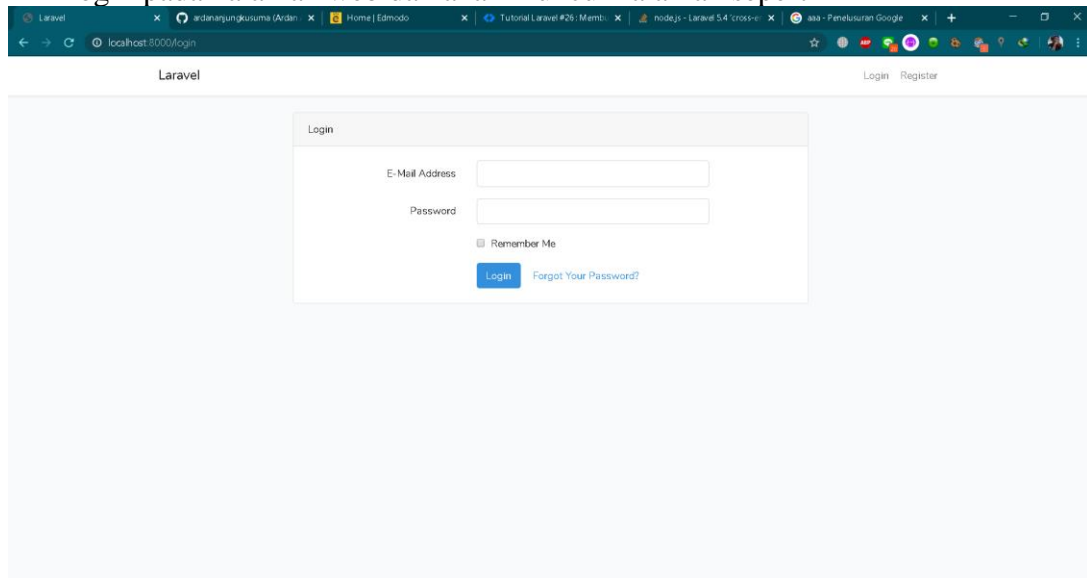 Laravel ardananjungkusuma (Ardan Home | Edmodo Tutorial Laravel #26 : Membu node.js - Laravel 5.4 'cross-e aaa - Penelusuran Google
localhost:8000/login
Laravel Login Register
Login
E-Mail Address
Password
Remember Me
Login Forgot Your Password?